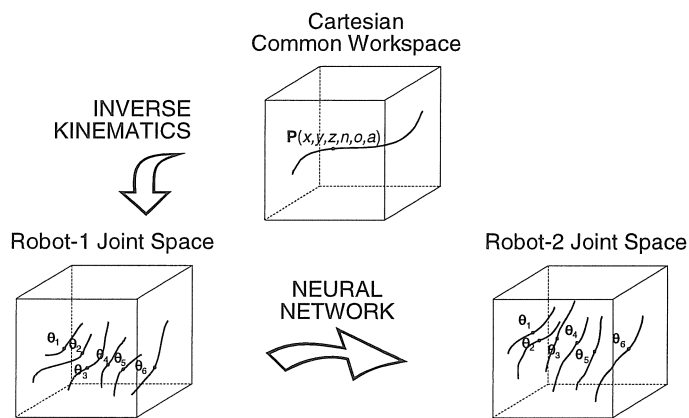 Cartesian
Common Workspace
INVERSE
KINEMATICS
P(x,y,z,n,o,a)
Robot-1 Joint Space
Robot-2 Joint Space
NEURAL
NETWORK
θ1 θ2 θ3 θ4 θ5 θ6
θ1 θ2 θ3 θ4 θ5 θ6